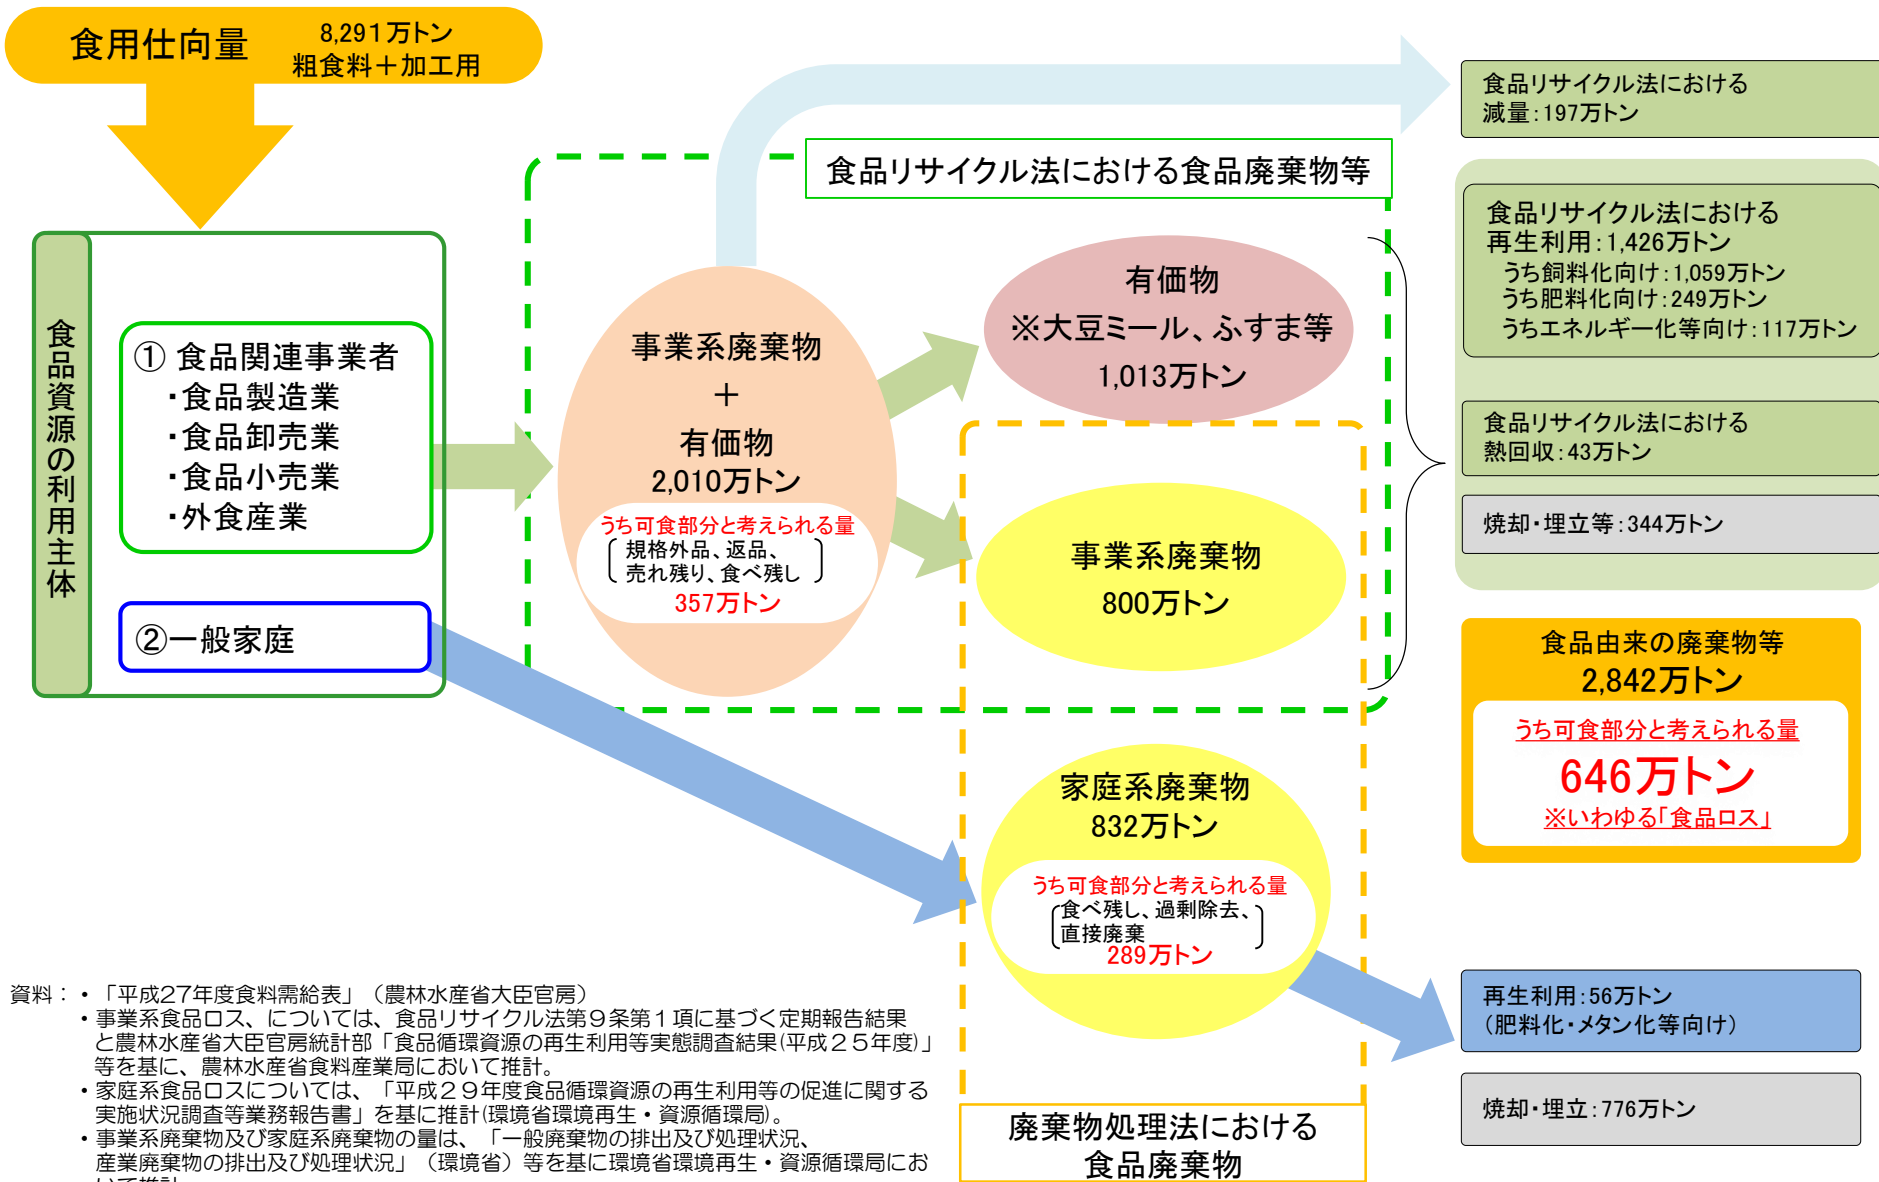 食用仕向量
8,291万トン
粗食料＋加工用
食品資源の利用主体
① 食品関連事業者
・食品製造業
・食品卸売業
・食品小売業
・外食産業
②一般家庭
食品リサイクル法における食品廃棄物等
事業系廃棄物
＋
有価物
2,010万トン
うち可食部分と考えられる量
規格外品、返品、
売れ残り、食べ残し
357万トン
有価物
※大豆ミール、ふすま等
1,013万トン
事業系廃棄物
800万トン
家庭系廃棄物
832万トン
うち可食部分と考えられる量
食べ残し、過剰除去、
直接廃棄
289万トン
廃棄物処理法における
食品廃棄物
食品リサイクル法における
減量：197万トン
食品リサイクル法における
再生利用：1,426万トン
うち飼料化向け：1,059万トン
うち肥料化向け：249万トン
うちエネルギー化等向け：117万トン
食品リサイクル法における
熱回収：43万トン
焼却・埋立等：344万トン
食品由来の廃棄物等
2,842万トン
うち可食部分と考えられる量
646万トン
※いわゆる「食品ロス」
再生利用：56万トン
（肥料化・メタン化等向け）
焼却・埋立：776万トン
資料：・「平成27年度食料需給表」（農林水産省大臣官房）
・事業系食品ロス、については、食品リサイクル法第９条第１項に基づく定期報告結果
と農林水産省大臣官房統計部「食品循環資源の再生利用等実態調査結果(平成２５年度)」
等を基に、農林水産省食料産業局において推計。
・家庭系食品ロスについては、「平成２９年度食品循環資源の再生利用等の促進に関する
実施状況調査等業務報告書」を基に推計(環境省環境再生・資源循環局)。
・事業系廃棄物及び家庭系廃棄物の量は、「一般廃棄物の排出及び処理状況、
産業廃棄物の排出及び処理状況」（環境省）等を基に環境省環境再生・資源循環局にお